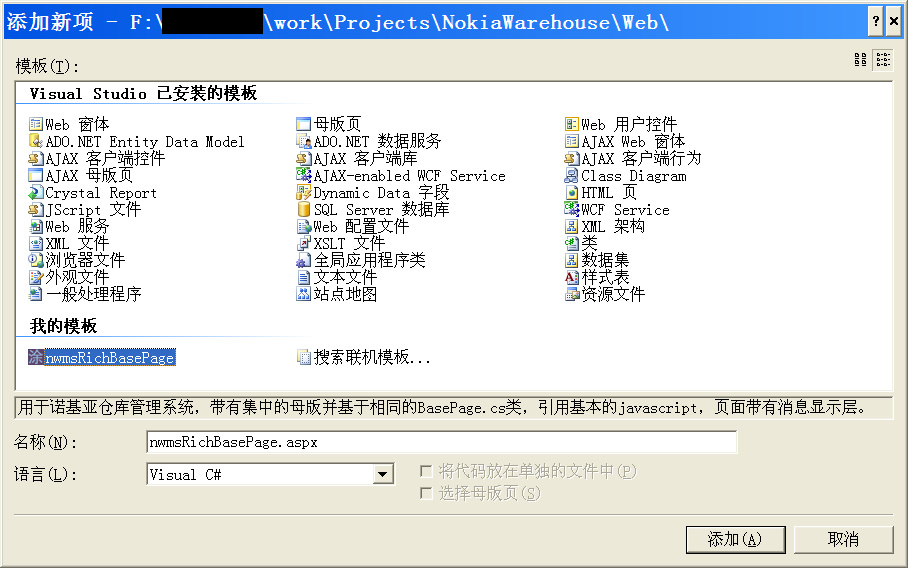 添加新项 - F:\ \work\Projects\NokiaWarehouse\Web\
模板(T):
Visual Studio 已安装的模板
Web 窗体 母版页 Web 用户控件
ADO.NET Entity Data Model ADO.NET 数据服务 AJAX Web 窗体
AJAX 客户端控件 AJAX 客户端库 AJAX 客户端行为
AJAX 母版页 AJAX-enabled WCF Service Class Diagram
Crystal Report Dynamic Data 字段 HTML 页
JScript 文件 SQL Server 数据库 WCF Service
Web 服务 Web 配置文件 XML 架构
XML 文件 XSLT 文件 类
浏览器文件 全局应用程序类 数据集
外观文件 文本文件 样式表
一般处理程序 站点地图 资源文件
我的模板
涂 nwmsRichBasePage 搜索联机模板...
用于诺基亚仓库管理系统，带有集中的母版并基于相同的BasePage.cs类，引用基本的javascript，页面带有消息显示层。
名称(N): nwmsRichBasePage.aspx
语言(L): Visual C# 将代码放在单独的文件中(P)
选择母版页(S)
添加(A) 取消